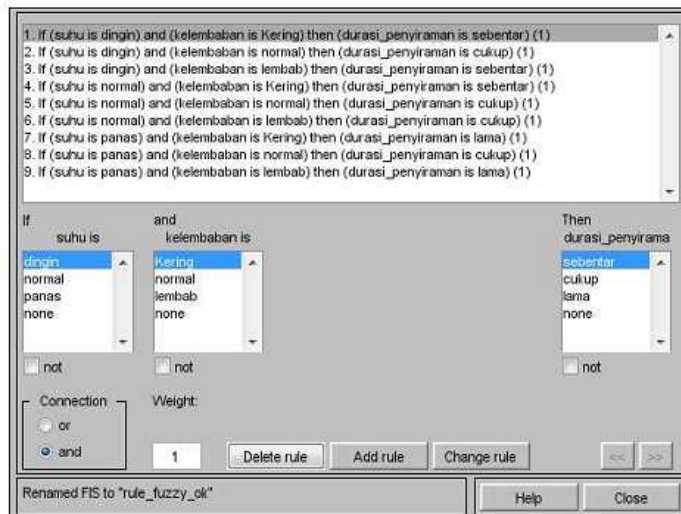 1. If (suhu is dingin) and (kelembaban is Kering) then (durasi_penyiraman is sebentar) (1)
2. If (suhu is dingin) and (kelembaban is normal) then (durasi_penyiraman is cukup) (1)
3. If (suhu is dingin) and (kelembaban is lembab) then (durasi_penyiraman is sebentar) (1)
4. If (suhu is normal) and (kelembaban is Kering) then (durasi_penyiraman is sebentar) (1)
5. If (suhu is normal) and (kelembaban is normal) then (durasi_penyiraman is cukup) (1)
6. If (suhu is normal) and (kelembaban is lembab) then (durasi_penyiraman is cukup) (1)
7. If (suhu is panas) and (kelembaban is Kering) then (durasi_penyiraman is lama) (1)
8. If (suhu is panas) and (kelembaban is normal) then (durasi_penyiraman is cukup) (1)
9. If (suhu is panas) and (kelembaban is lembab) then (durasi_penyiraman is lama) (1)
If
suhu is
dingin
normal
panas
none
not
and
kelembaban is
Kering
normal
lembab
none
not
Then
durasi_penyirama
sebentar
cukup
lama
none
not
Connection
or
and
Weight:
1
Delete rule
Add rule
Change rule
<<
>>
Renamed FIS to "rule_fuzzy_ok"
Help
Close